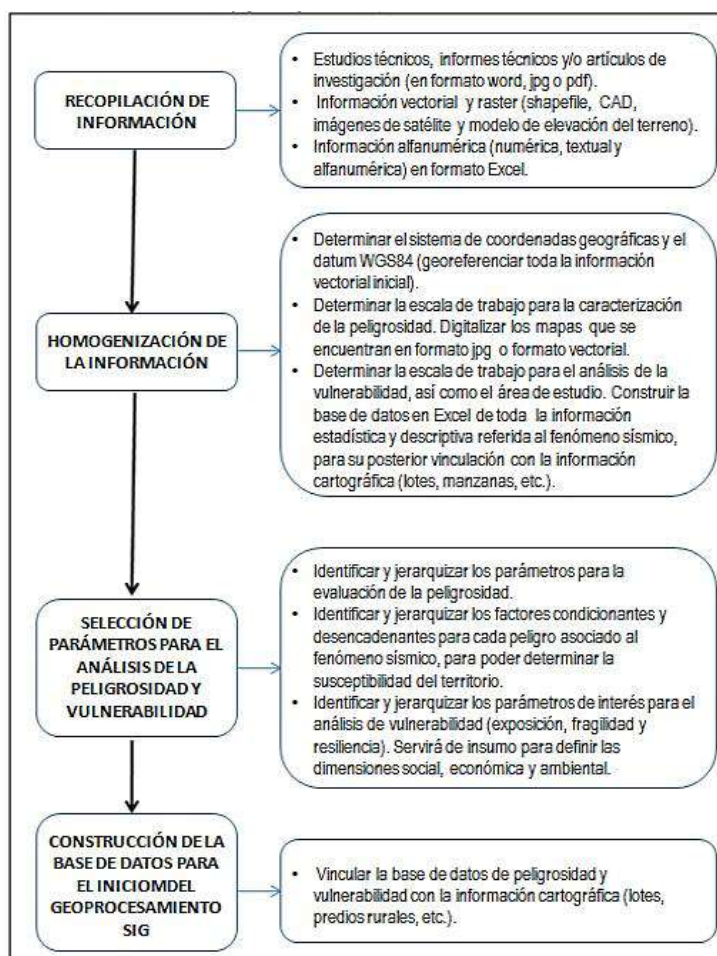 RECOPILACIÓN DE
INFORMACIÓN
• Estudios técnicos, informes técnicos y/o artículos de
investigación (en formato word, jpg o pdf).
• Información vectorial y raster (shapefile, CAD,
imágenes de satélite y modelo de elevación del terreno).
• Información alfanumérica (numérica, textual y
alfanumérica) en formato Excel.
HOMOGENIZACIÓN DE
LA INFORMACIÓN
• Determinar el sistema de coordenadas geográficas y el
datum WGS84 (georeferenciar toda la información
vectorial inicial).
• Determinar la escala de trabajo para la caracterización
de la peligrosidad. Digitalizar los mapas que se
encuentran en formato jpg o formato vectorial.
• Determinar la escala de trabajo para el análisis de la
vulnerabilidad, así como el área de estudio. Construir la
base de datos en Excel de toda la información
estadística y descriptiva referida al fenómeno sísmico,
para su posterior vinculación con la información
cartográfica (lotes, manzanas, etc.).
SELECCIÓN DE
PARÁMETROS PARA EL
ANÁLISIS DE LA
PELIGROSIDAD Y
VULNERABILIDAD
• Identificar y jerarquizar los parámetros para la
evaluación de la peligrosidad.
• Identificar y jerarquizar los factores condicionantes y
desencadenantes para cada peligro asociado al
fenómeno sísmico, para poder determinar la
susceptibilidad del territorio.
• Identificar y jerarquizar los parámetros de interés para el
análisis de vulnerabilidad (exposición, fragilidad y
resiliencia). Servirá de insumo para definir las
dimensiones social, económica y ambiental.
CONSTRUCCIÓN DE LA
BASE DE DATOS PARA
EL INICIOMDEL
GEOPROCESAMIENTO
SIG
• Vincular la base de datos de peligrosidad y
vulnerabilidad con la información cartográfica (lotes,
predios rurales, etc.).